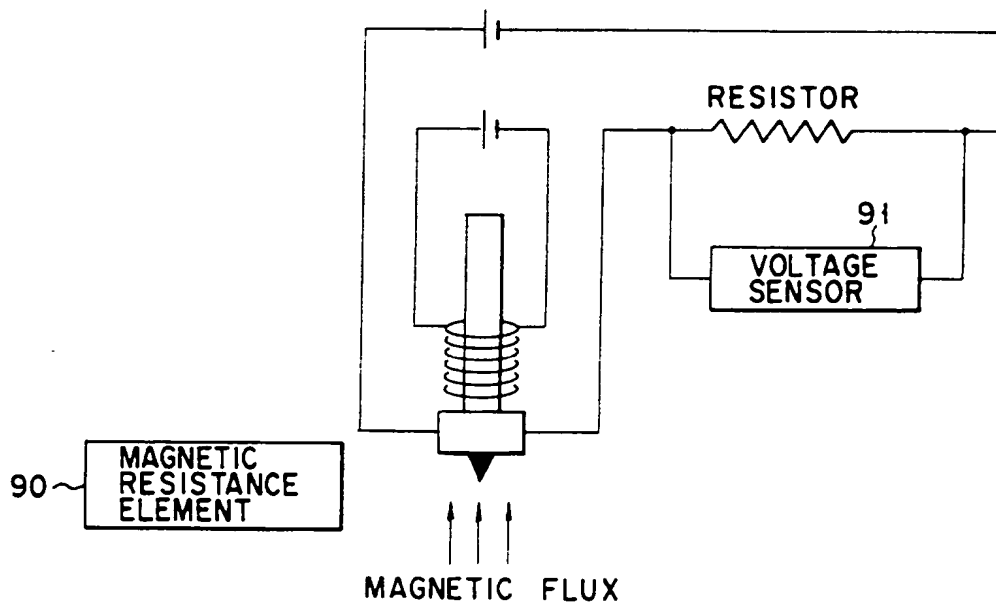 RESISTOR
91
VOLTAGE
SENSOR
90
MAGNETIC
RESISTANCE
ELEMENT
MAGNETIC FLUX